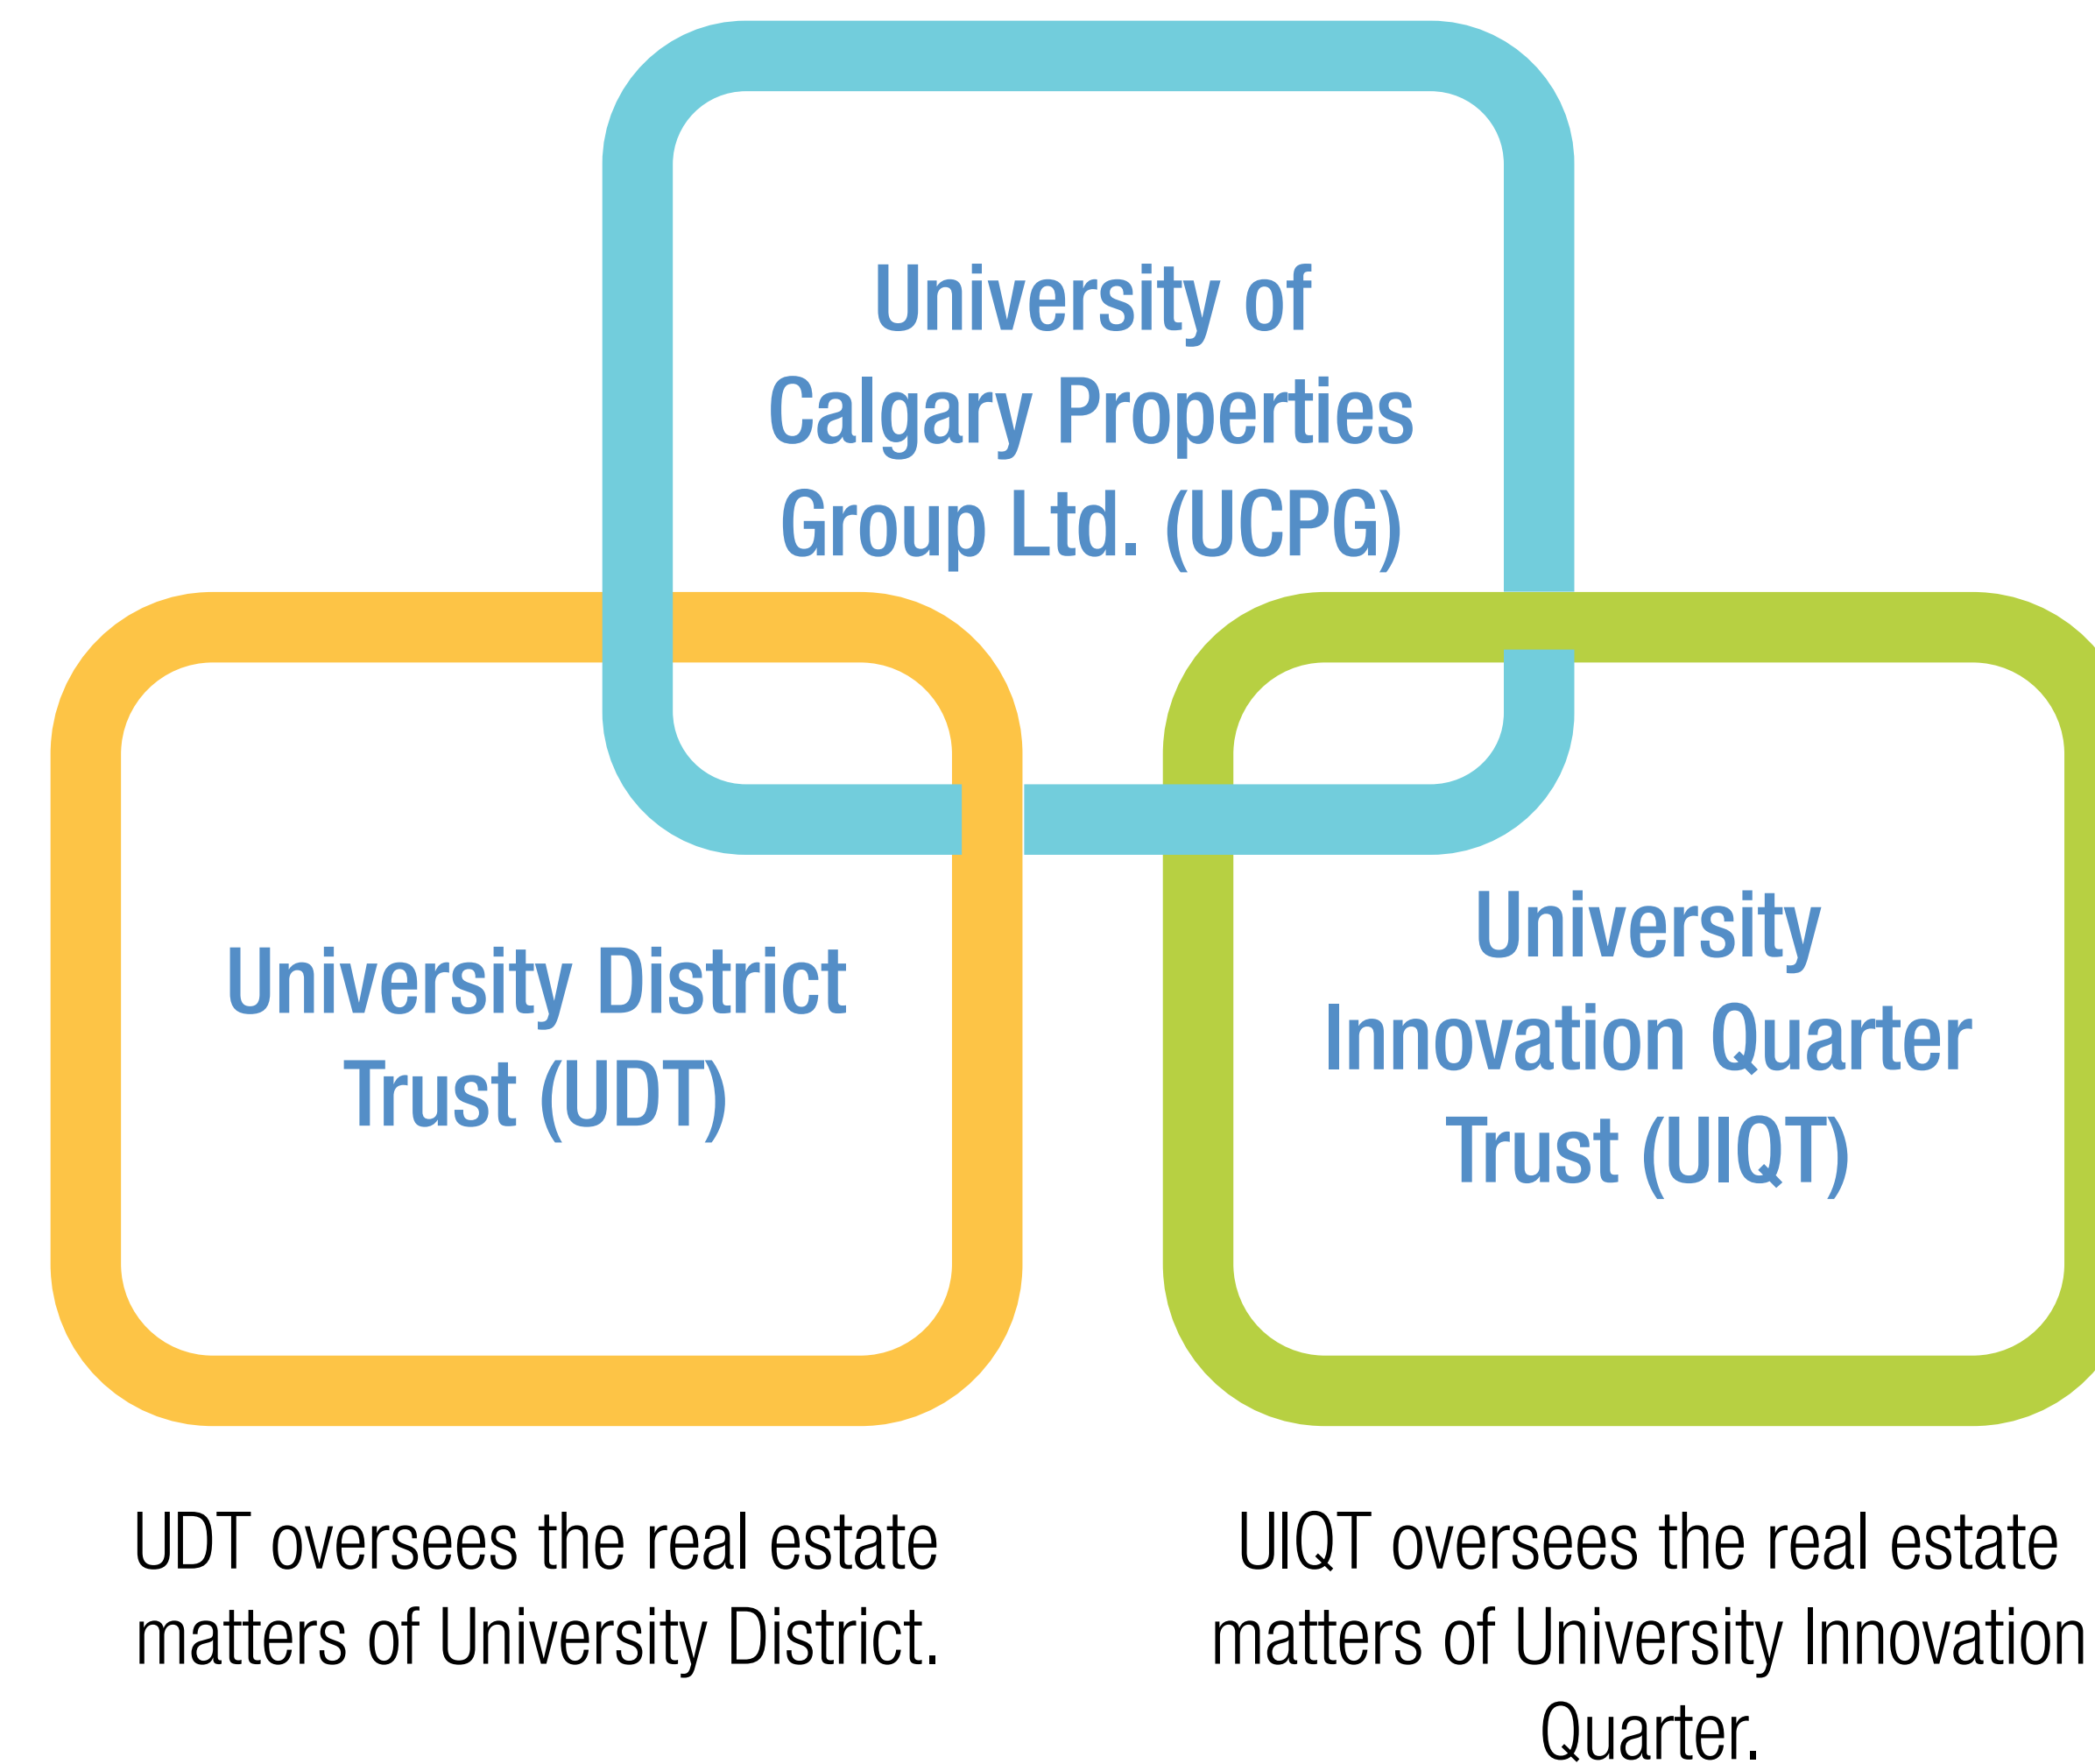 University of
Calgary Properties
Group Ltd. (UCPG)
University District
Trust (UDT)
University
Innovation Quarter
Trust (UIQT)
UDT oversees the real estate
matters of University District.
UIQT oversees the real estate
matters of University Innovation
Quarter.